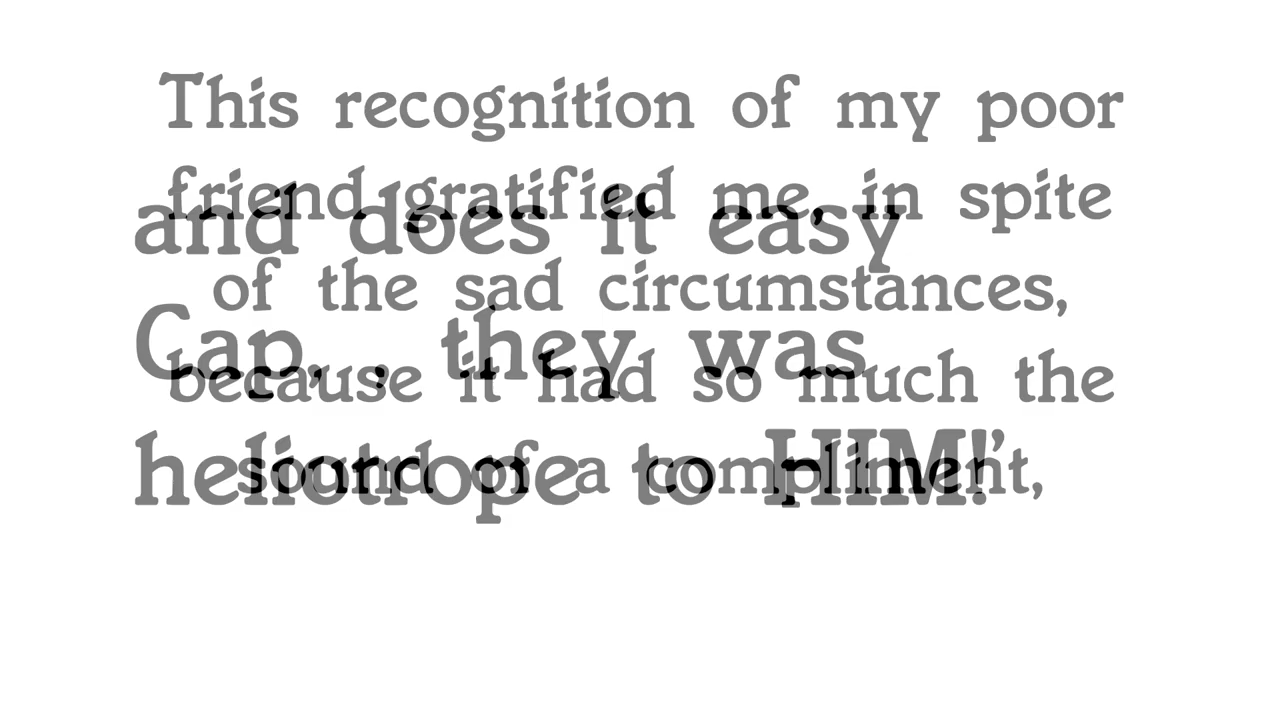 This recognition of my poor
friend gratified me, in spite
of the sad circumstances,
because it had so much the
sound of a compliment,
and does it easy
Cap. , they was
heliotrope to HIM!’